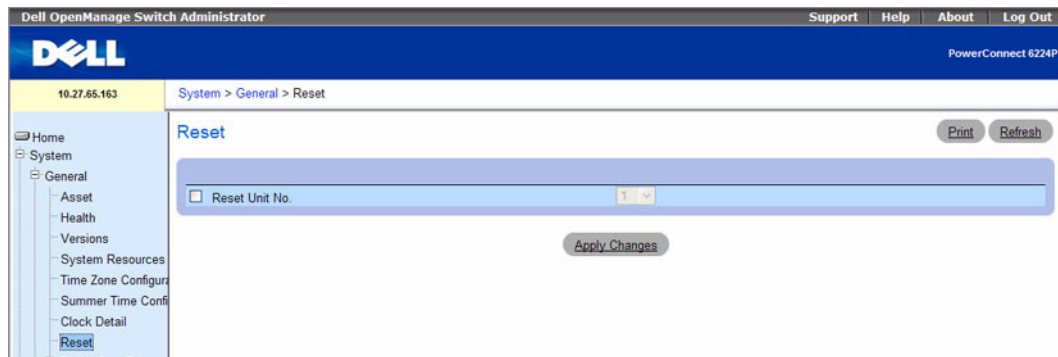 Dell OpenManage Switch Administrator
Support Help About Log Out
DELL
PowerConnect 6224P
10.27.65.163
System > General > Reset
Home
System
General
Asset
Health
Versions
System Resources
Time Zone Configura
Summer Time Confi
Clock Detail
Reset
Reset
Print Refresh
Reset Unit No. 1
Apply Changes